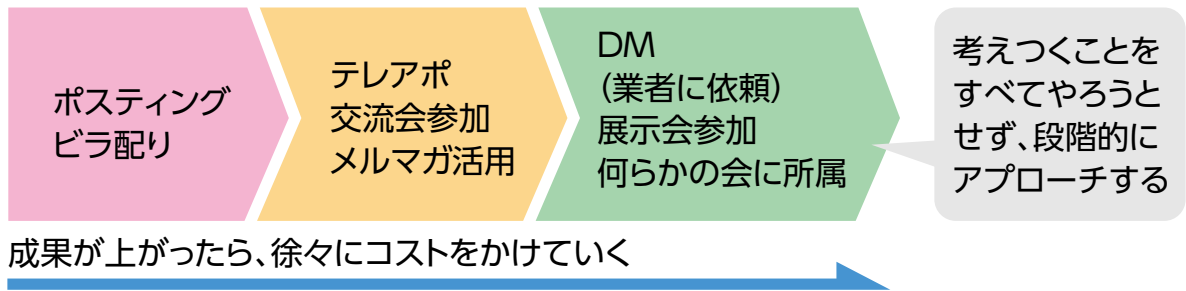 ポスティング
ビラ配り
テレアポ
交流会参加
メルマガ活用
DM
（業者に依頼）
展示会参加
何らかの会に所属
考えつくことを
すべてやろうと
せず、段階的に
アプローチする
成果が上がったら、徐々にコストをかけていく